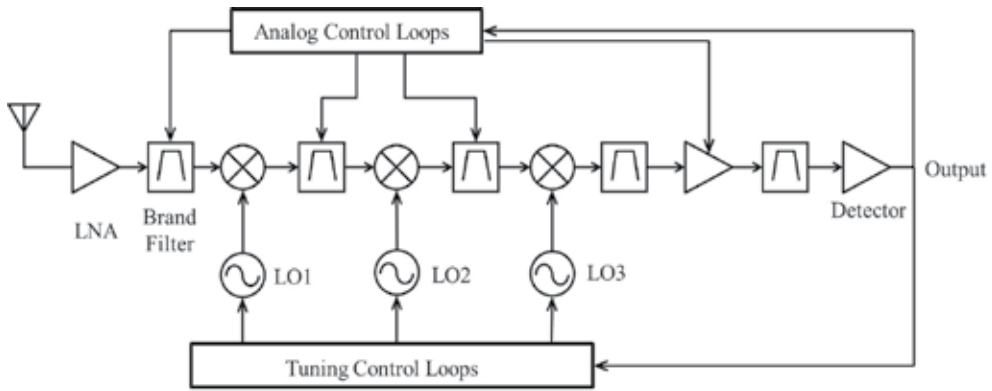 Analog Control Loops
LNA
Brand
Filter
Detector
Output
LO1
LO2
LO3
Tuning Control Loops